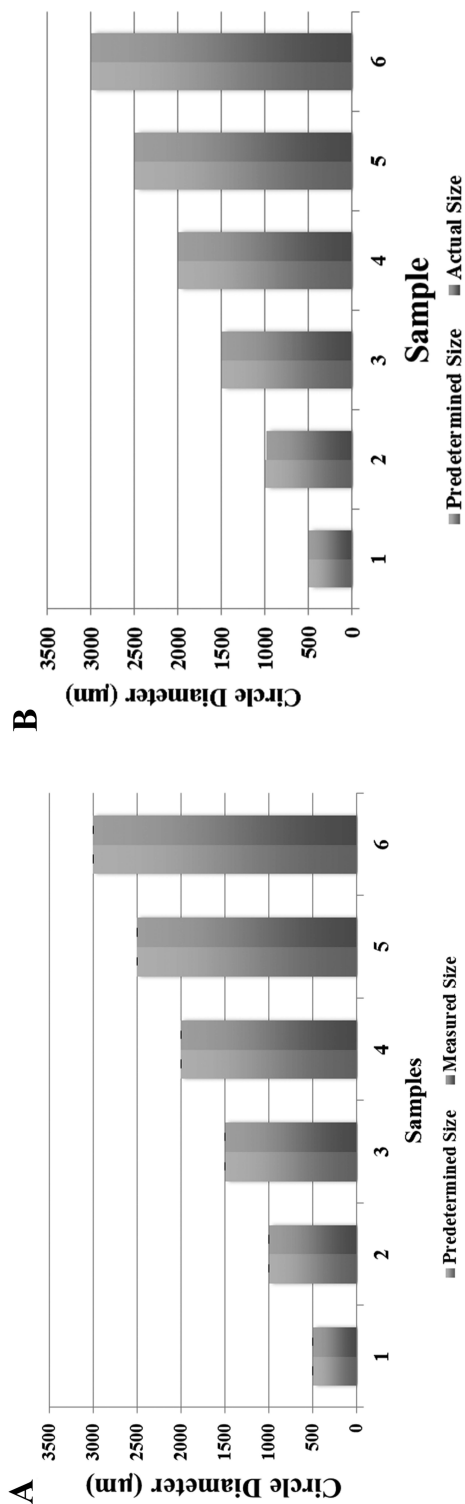 A
Circle Diameter (µm)
3500
3000
2500
2000
1500
1000
500
0
1 2 3 4 5 6
Samples
Predetermined Size Measured Size
B
Circle Diameter (µm)
3500
3000
2500
2000
1500
1000
500
0
1 2 3 4 5 6
Sample
Predetermined Size Actual Size